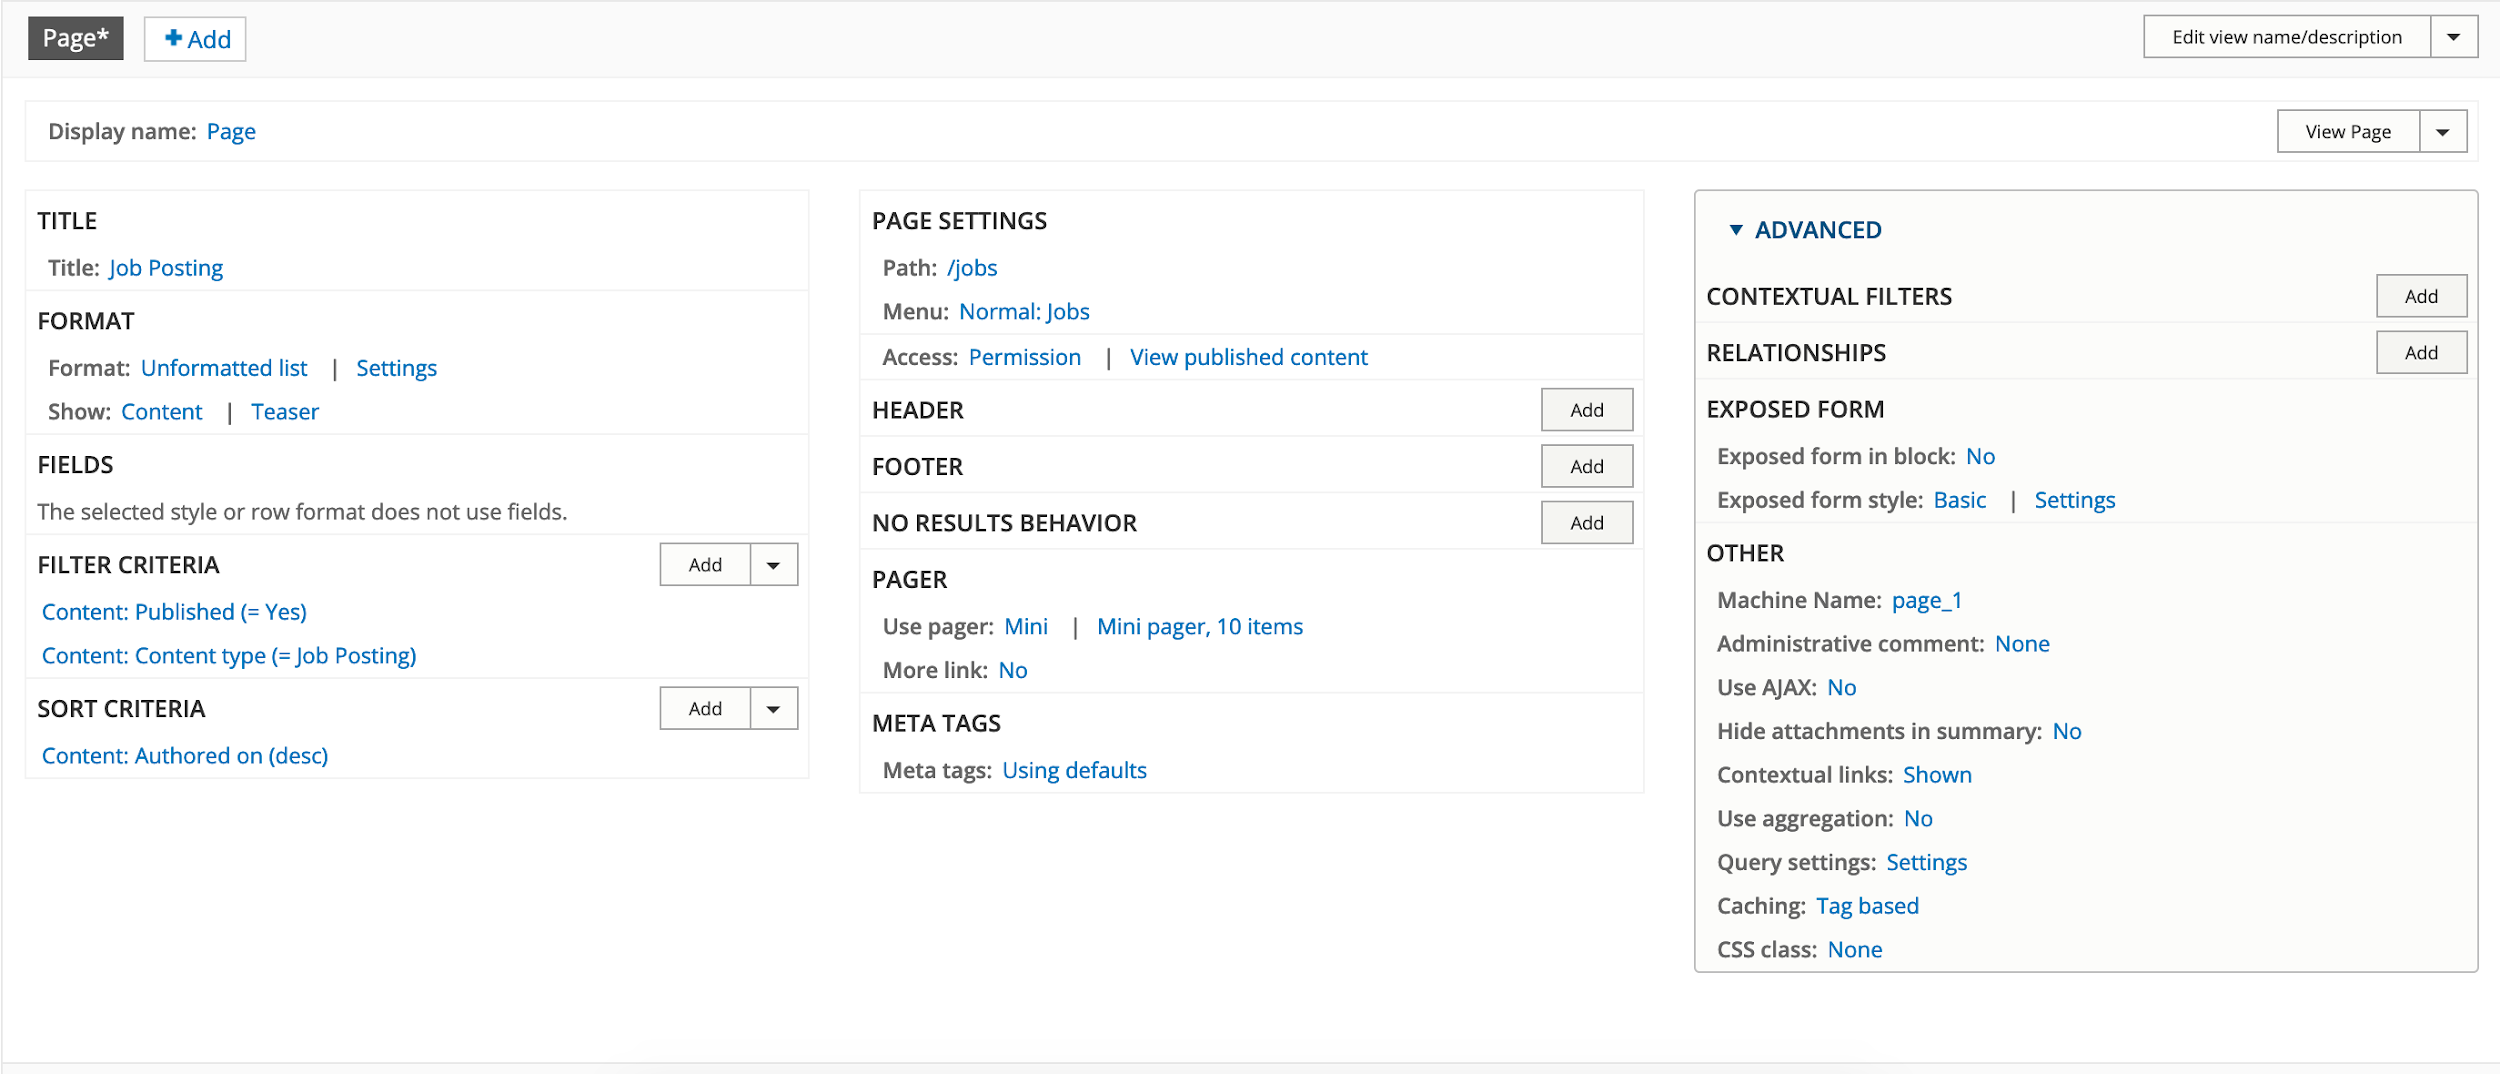 Page*
Add
Edit view name/description
Display name: Page
View Page
TITLE
Title: Job Posting
FORMAT
Format: Unformatted list | Settings
Show: Content | Teaser
FIELDS
The selected style or row format does not use fields.
FILTER CRITERIA
Add
Content: Published (= Yes)
Content: Content type (= Job Posting)
SORT CRITERIA
Add
Content: Authored on (desc)
PAGE SETTINGS
Path: /jobs
Menu: Normal: Jobs
Access: Permission | View published content
HEADER
Add
FOOTER
Add
NO RESULTS BEHAVIOR
Add
PAGER
Use pager: Mini | Mini pager, 10 items
More link: No
META TAGS
Meta tags: Using defaults
ADVANCED
CONTEXTUAL FILTERS
Add
RELATIONSHIPS
Add
EXPOSED FORM
Exposed form in block: No
Exposed form style: Basic | Settings
OTHER
Machine Name: page_1
Administrative comment: None
Use AJAX: No
Hide attachments in summary: No
Contextual links: Shown
Use aggregation: No
Query settings: Settings
Caching: Tag based
CSS class: None